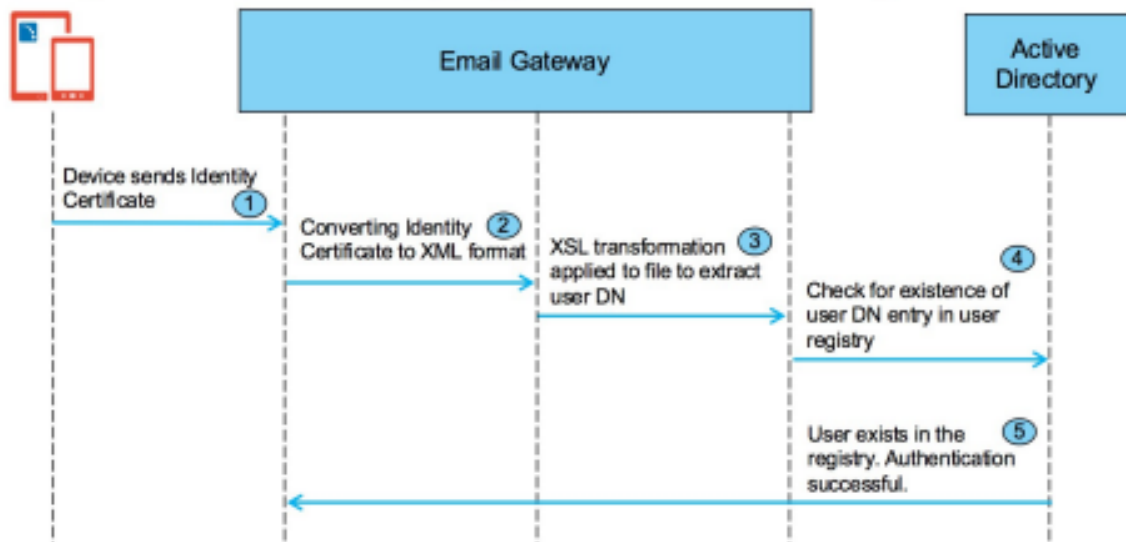 Email Gateway
Active
Directory
Device sends Identity
Certificate
1
Converting Identity
Certificate to XML format
2
XSL transformation
applied to file to extract
user DN
3
4
Check for existence of
user DN entry in user
registry
User exists in the
registry. Authentication
successful.
5